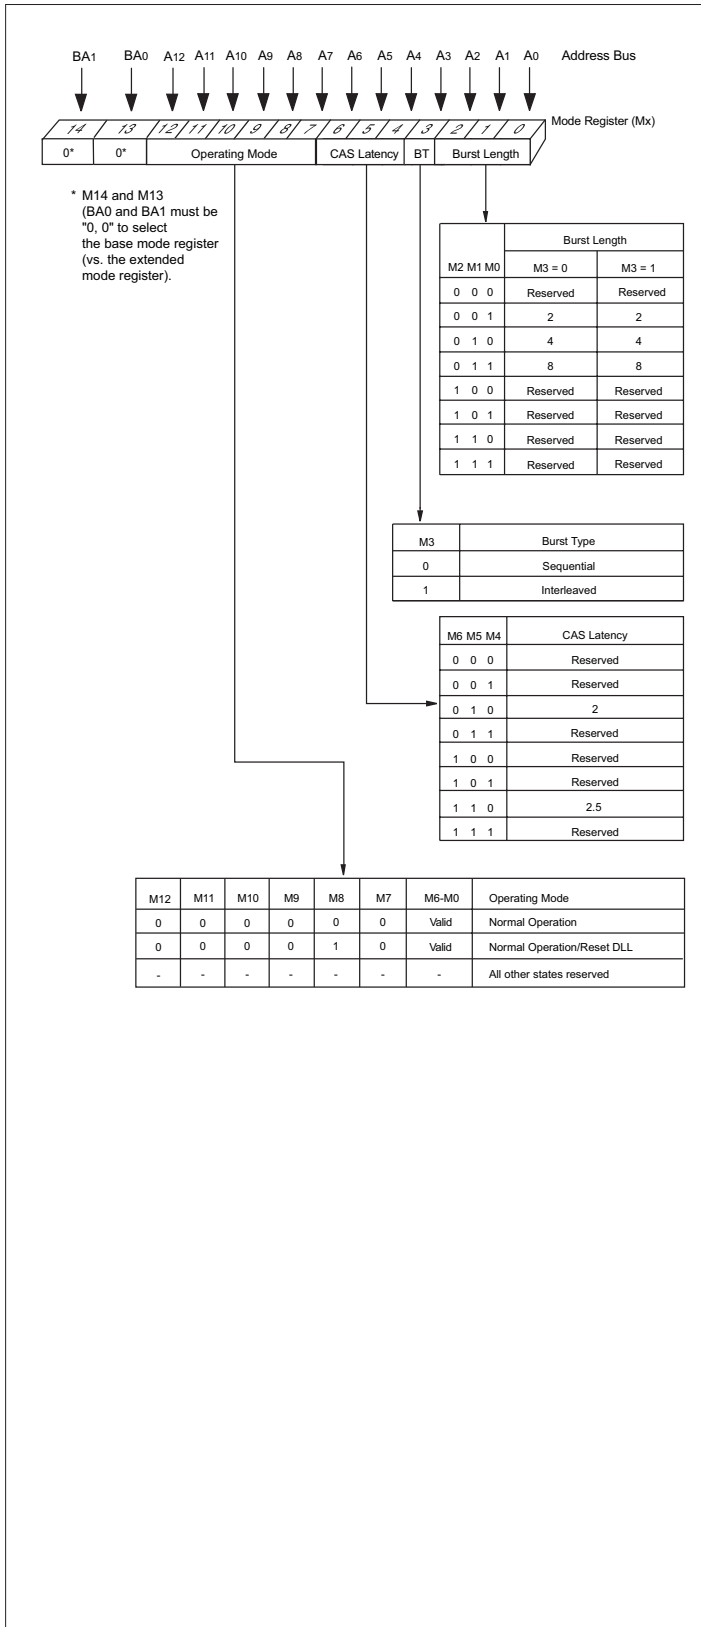 BA1 BA0 A12 A11 A10 A9 A8 A7 A6 A5 A4 A3 A2 A1 A0 Address Bus
14 13 12 11 10 9 8 7 6 5 4 3 2 1 0 Mode Register (Mx)
0* 0* Operating Mode CAS Latency BT Burst Length
* M14 and M13
(BA0 and BA1 must be
"0, 0" to select
the base mode register
(vs. the extended
mode register).
Burst Length
M2 M1 M0 M3 = 0 M3 = 1
0 0 0 Reserved Reserved
0 0 1 2 2
0 1 0 4 4
0 1 1 8 8
1 0 0 Reserved Reserved
1 0 1 Reserved Reserved
1 1 0 Reserved Reserved
1 1 1 Reserved Reserved
M3 Burst Type
0 Sequential
1 Interleaved
M6 M5 M4 CAS Latency
0 0 0 Reserved
0 0 1 Reserved
0 1 0 2
0 1 1 Reserved
1 0 0 Reserved
1 0 1 Reserved
1 1 0 2.5
1 1 1 Reserved
M12 M11 M10 M9 M8 M7 M6-M0 Operating Mode
0 0 0 0 0 0 Valid Normal Operation
0 0 0 0 1 0 Valid Normal Operation/Reset DLL
- - - - - - - All other states reserved